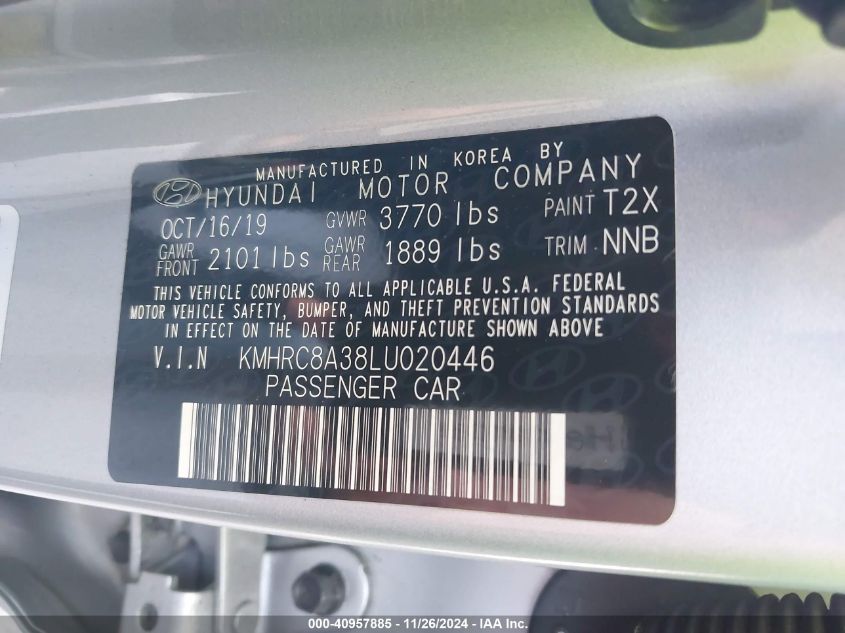 MANUFACTURED IN KOREA BY
HYUNDAI MOTOR COMPANY
OCT/16/19 GVWR 3770 lbs PAINT T2X
GAWR FRONT 2101 lbs GAWR REAR 1889 lbs TRIM NNB
THIS VEHICLE CONFORMS TO ALL APPLICABLE U.S.A. FEDERAL
MOTOR VEHICLE SAFETY, BUMPER, AND THEFT PREVENTION STANDARDS
IN EFFECT ON THE DATE OF MANUFACTURE SHOWN ABOVE
V.I.N KMHRC8A38LU020446
PASSENGER CAR
000-40957885 - 11/26/2024 - IAA Inc.